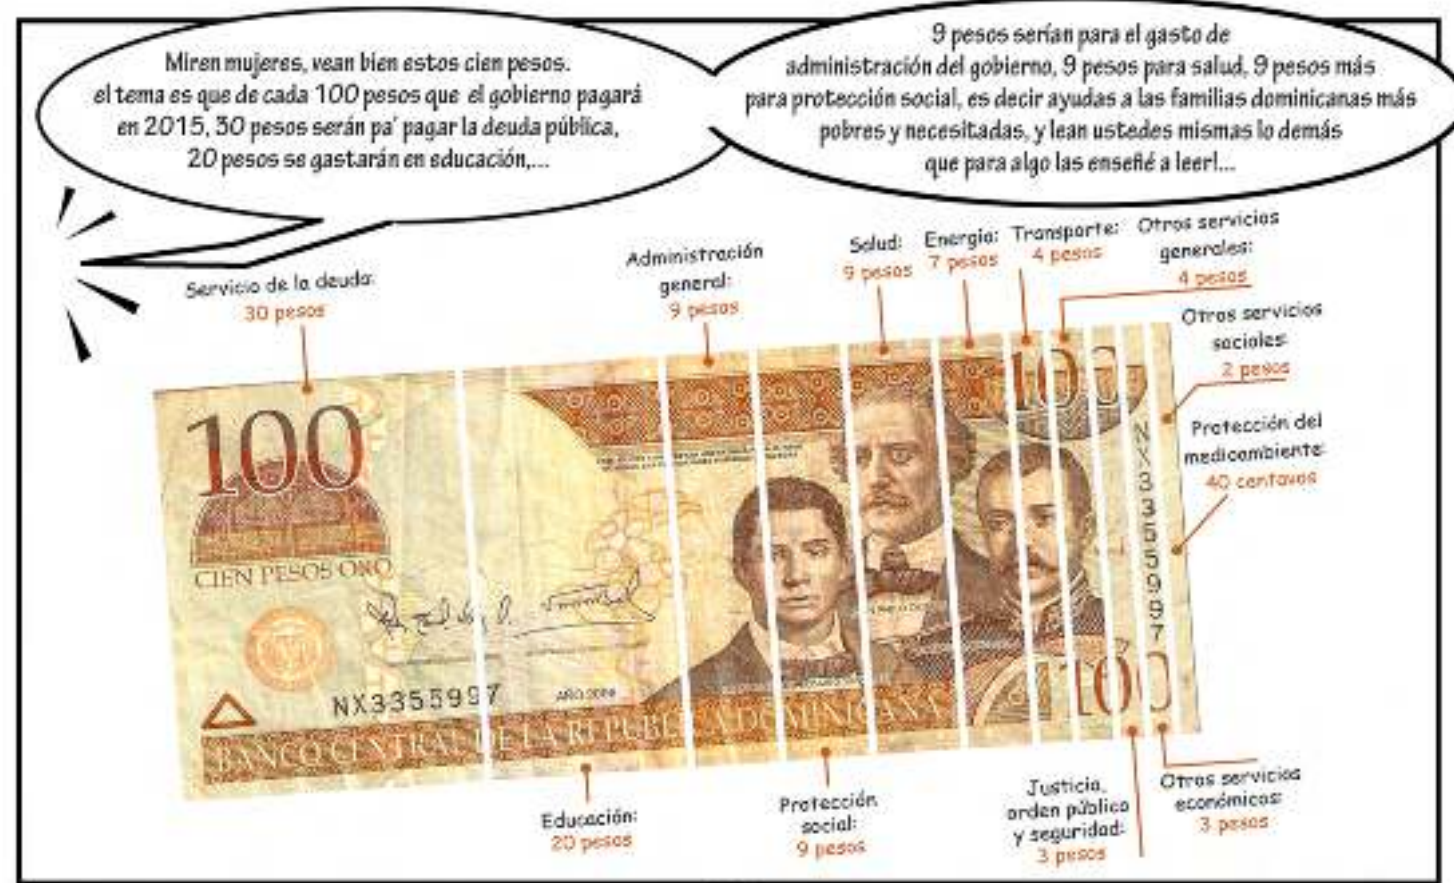 Miren mujeres, vean bien estos cien pesos.
el tema es que de cada 100 pesos que el gobierno pagará
en 2015, 30 pesos serán pa' pagar la deuda pública,
20 pesos se gastarán en educación,...
9 pesos serían para el gasto de
administración del gobierno, 9 pesos para salud, 9 pesos más
para protección social, es decir ayudas a las familias dominicanas más
pobres y necesitadas, y lean ustedes mismas lo demás
que para algo las enseñé a leer!...
Servicio de la deuda:
30 pesos
Administración
general:
9 pesos
Salud:
9 pesos
Energía:
7 pesos
Transporte:
4 pesos
Otros servicios
generales:
4 pesos
Otros servicios
sociales:
2 pesos
Protección del
medioambiente:
40 centavos
100
100
CIEN PESOS ORO
NX3355997
NX3355997
AÑO 2009
100
BANCO CENTRAL DE LA REPUBLICA DOMINICANA
Educación:
20 pesos
Protección
social:
9 pesos
Justicia,
orden público
y seguridad:
3 pesos
Otros servicios
económicos:
3 pesos